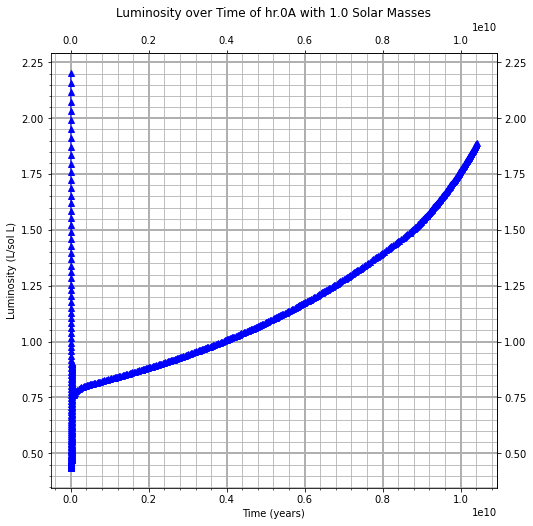 Luminosity over Time of hr.0A with 1.0 Solar Masses
1e10
0.0 0.2 0.4 0.6 0.8 1.0
2.25 2.25
2.00 2.00
1.75 1.75
1.50 1.50
1.25 1.25
1.00 1.00
0.75 0.75
0.50 0.50
Luminosity (L/sol L)
0.0 0.2 0.4 0.6 0.8 1.0
Time (years)
1e10